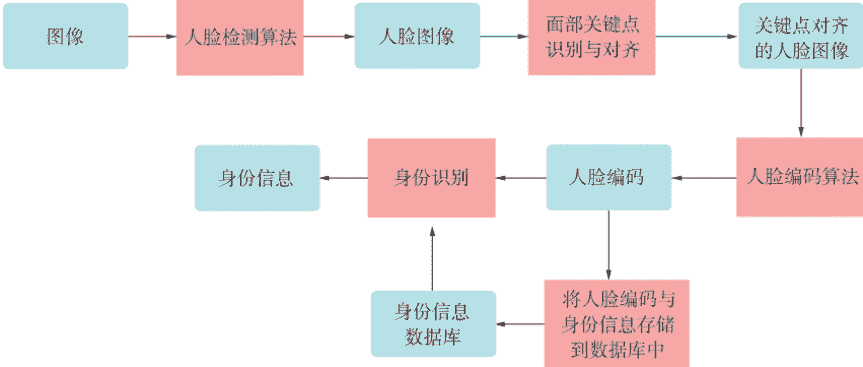 图像
人脸检测算法
人脸图像
面部关键点
识别与对齐
关键点对齐
的人脸图像
身份信息
身份识别
人脸编码
人脸编码算法
身份信息
数据库
将人脸编码与
身份信息存储
到数据库中